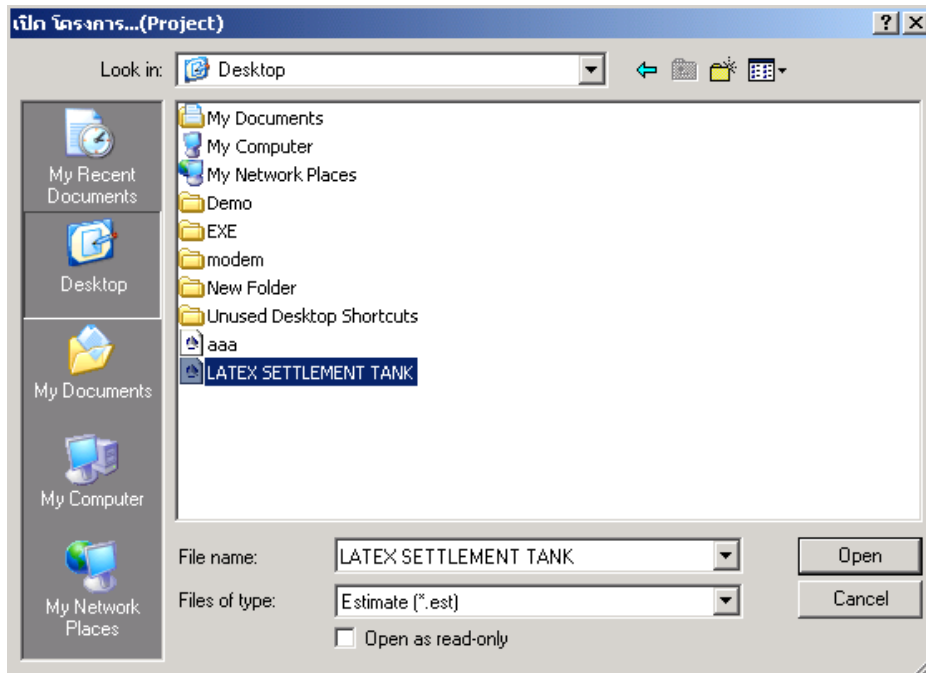 เปิด โครงการ...(Project)
Look in: Desktop
My Recent
Documents
Desktop
My Documents
My Computer
My Network
Places
My Documents
My Computer
My Network Places
Demo
EXE
modem
New Folder
Unused Desktop Shortcuts
aaa
LATEX SETTLEMENT TANK
File name: LATEX SETTLEMENT TANK Open
Files of type: Estimate (*.est) Cancel
Open as read-only